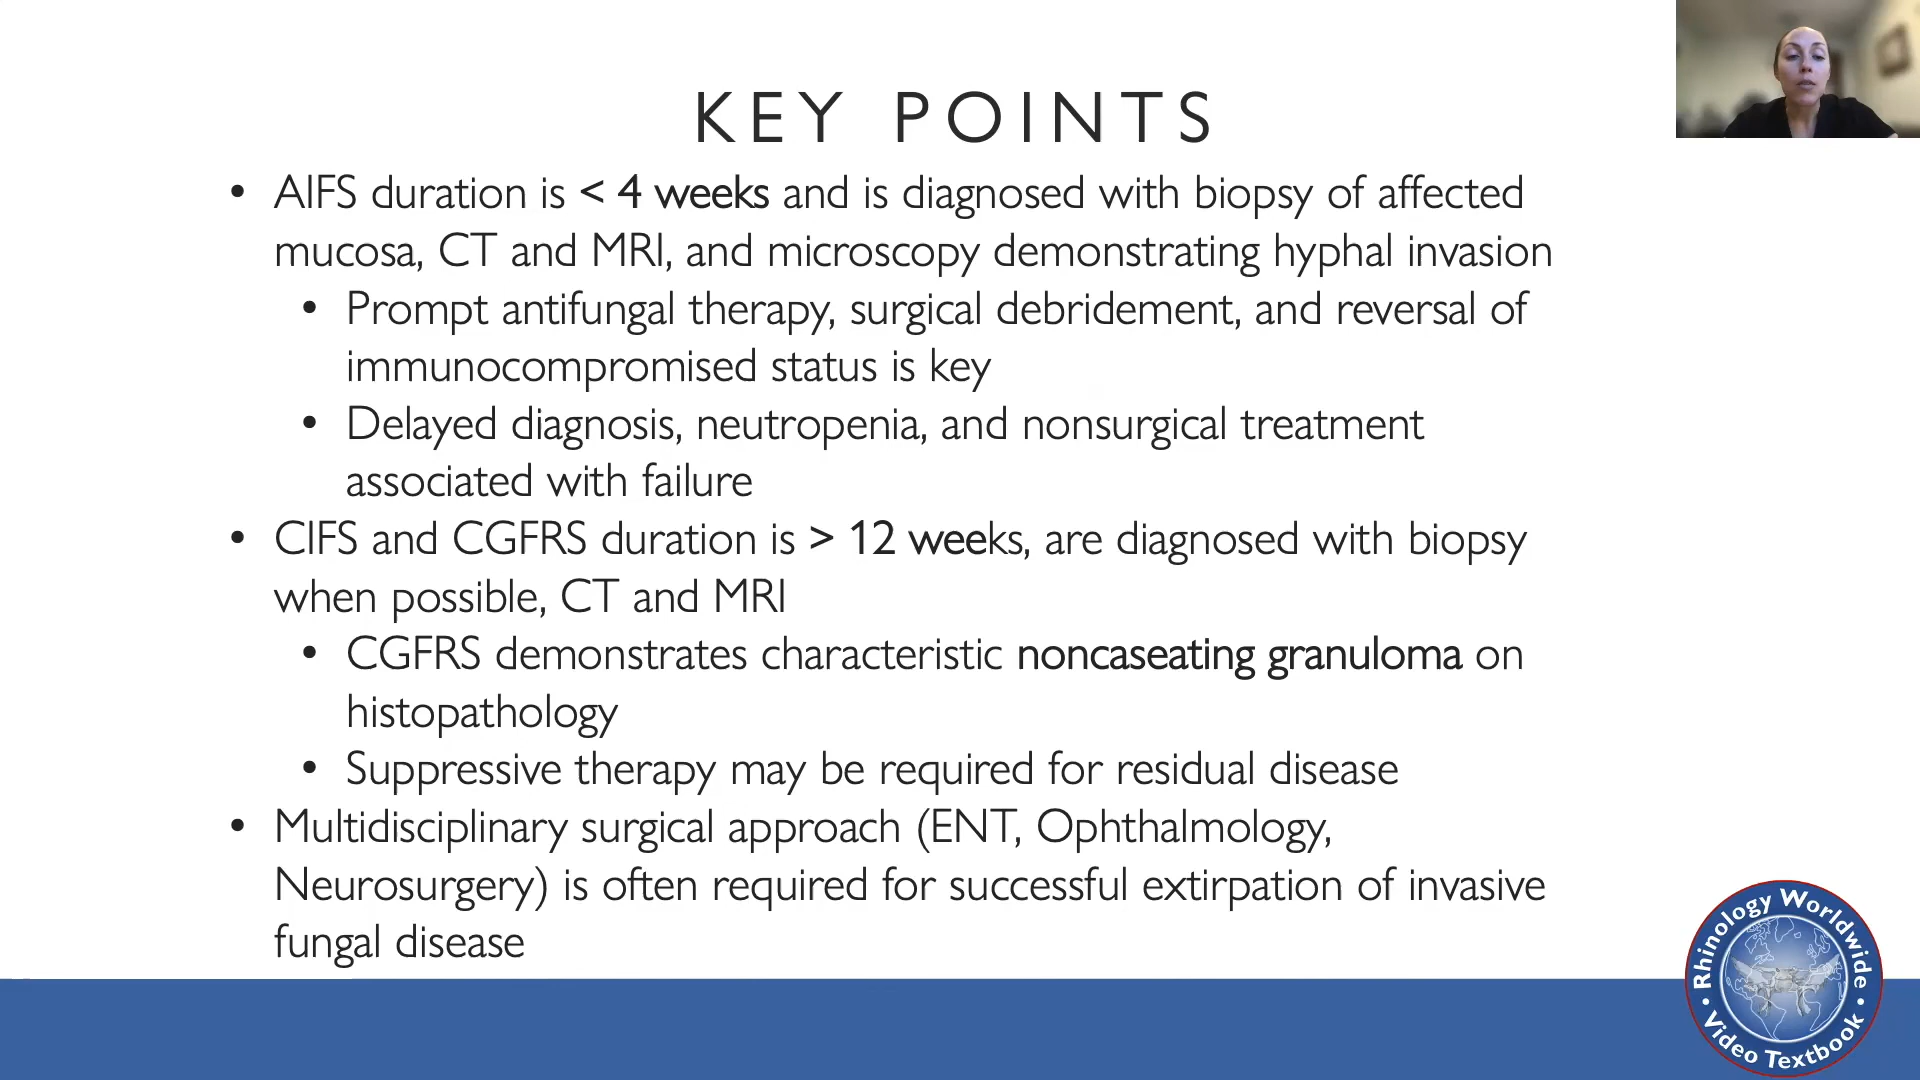 KEY POINTS
• AIFS duration is < 4 weeks and is diagnosed with biopsy of affected
mucosa, CT and MRI, and microscopy demonstrating hyphal invasion
• Prompt antifungal therapy, surgical debridement, and reversal of
immunocompromised status is key
• Delayed diagnosis, neutropenia, and nonsurgical treatment
associated with failure
• CIFS and CGFRS duration is > 12 weeks, are diagnosed with biopsy
when possible, CT and MRI
• CGFRS demonstrates characteristic noncaseating granuloma on
histopathology
• Suppressive therapy may be required for residual disease
• Multidisciplinary surgical approach (ENT, Ophthalmology,
Neurosurgery) is often required for successful extirpation of invasive
fungal disease
Rhinology Worldwide
• Video Textbook •